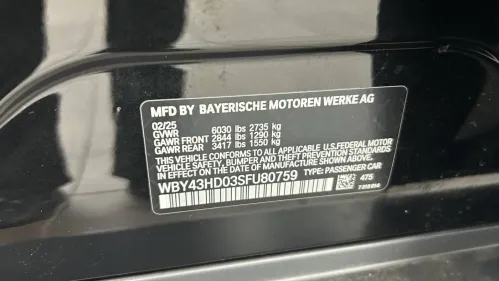 MFD BY BAYERISCHE MOTOREN WERKE AG
02/25
GVWR 6030 lbs 2735 kg
GAWR FRONT 2844 lbs 1290 kg
GAWR REAR 3417 lbs 1550 kg
THIS VEHICLE CONFORMS TO ALL APPLICABLE U.S. FEDERAL MOTOR
VEHICLE SAFETY, BUMPER, AND THEFT PREVENTION STANDARDS IN
EFFECT ON THE DATE OF MANUFACTURE SHOWN ABOVE.
WBY43HD03SFU80759 TYPE: PASSENGER CAR
475